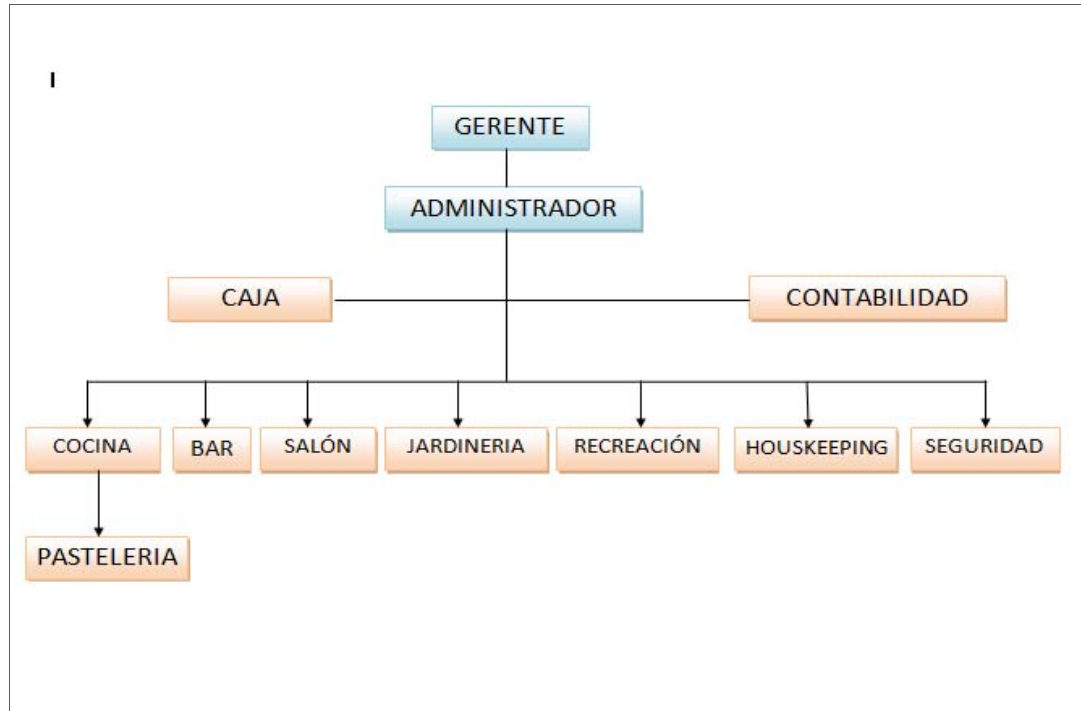 I
GERENTE
ADMINISTRADOR
CAJA
CONTABILIDAD
COCINA
BAR
SALÓN
JARDINERIA
RECREACIÓN
HOUSKEEPING
SEGURIDAD
PASTELERIA